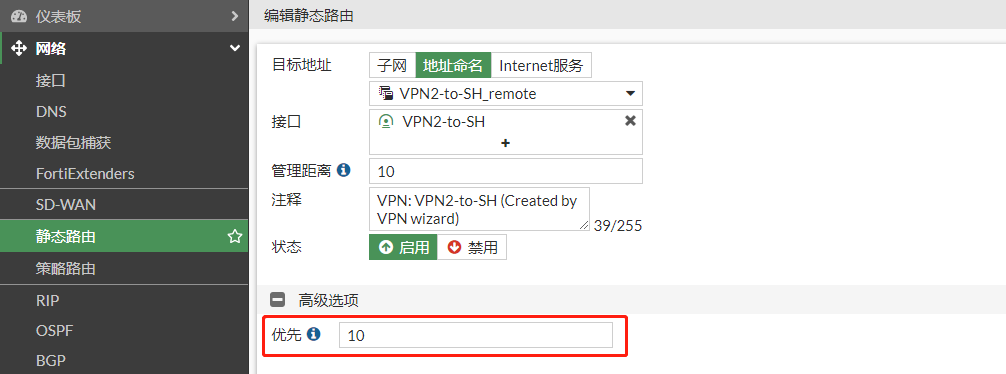 仪表板
网络
接口
DNS
数据包捕获
FortiExtenders
SD-WAN
静态路由
策略路由
RIP
OSPF
BGP
编辑静态路由
目标地址 子网 地址命名 Internet服务
VPN2-to-SH_remote
接口 VPN2-to-SH
+
管理距离 10
注释 VPN: VPN2-to-SH (Created by
VPN wizard) 39/255
状态 启用 禁用
高级选项
优先 10